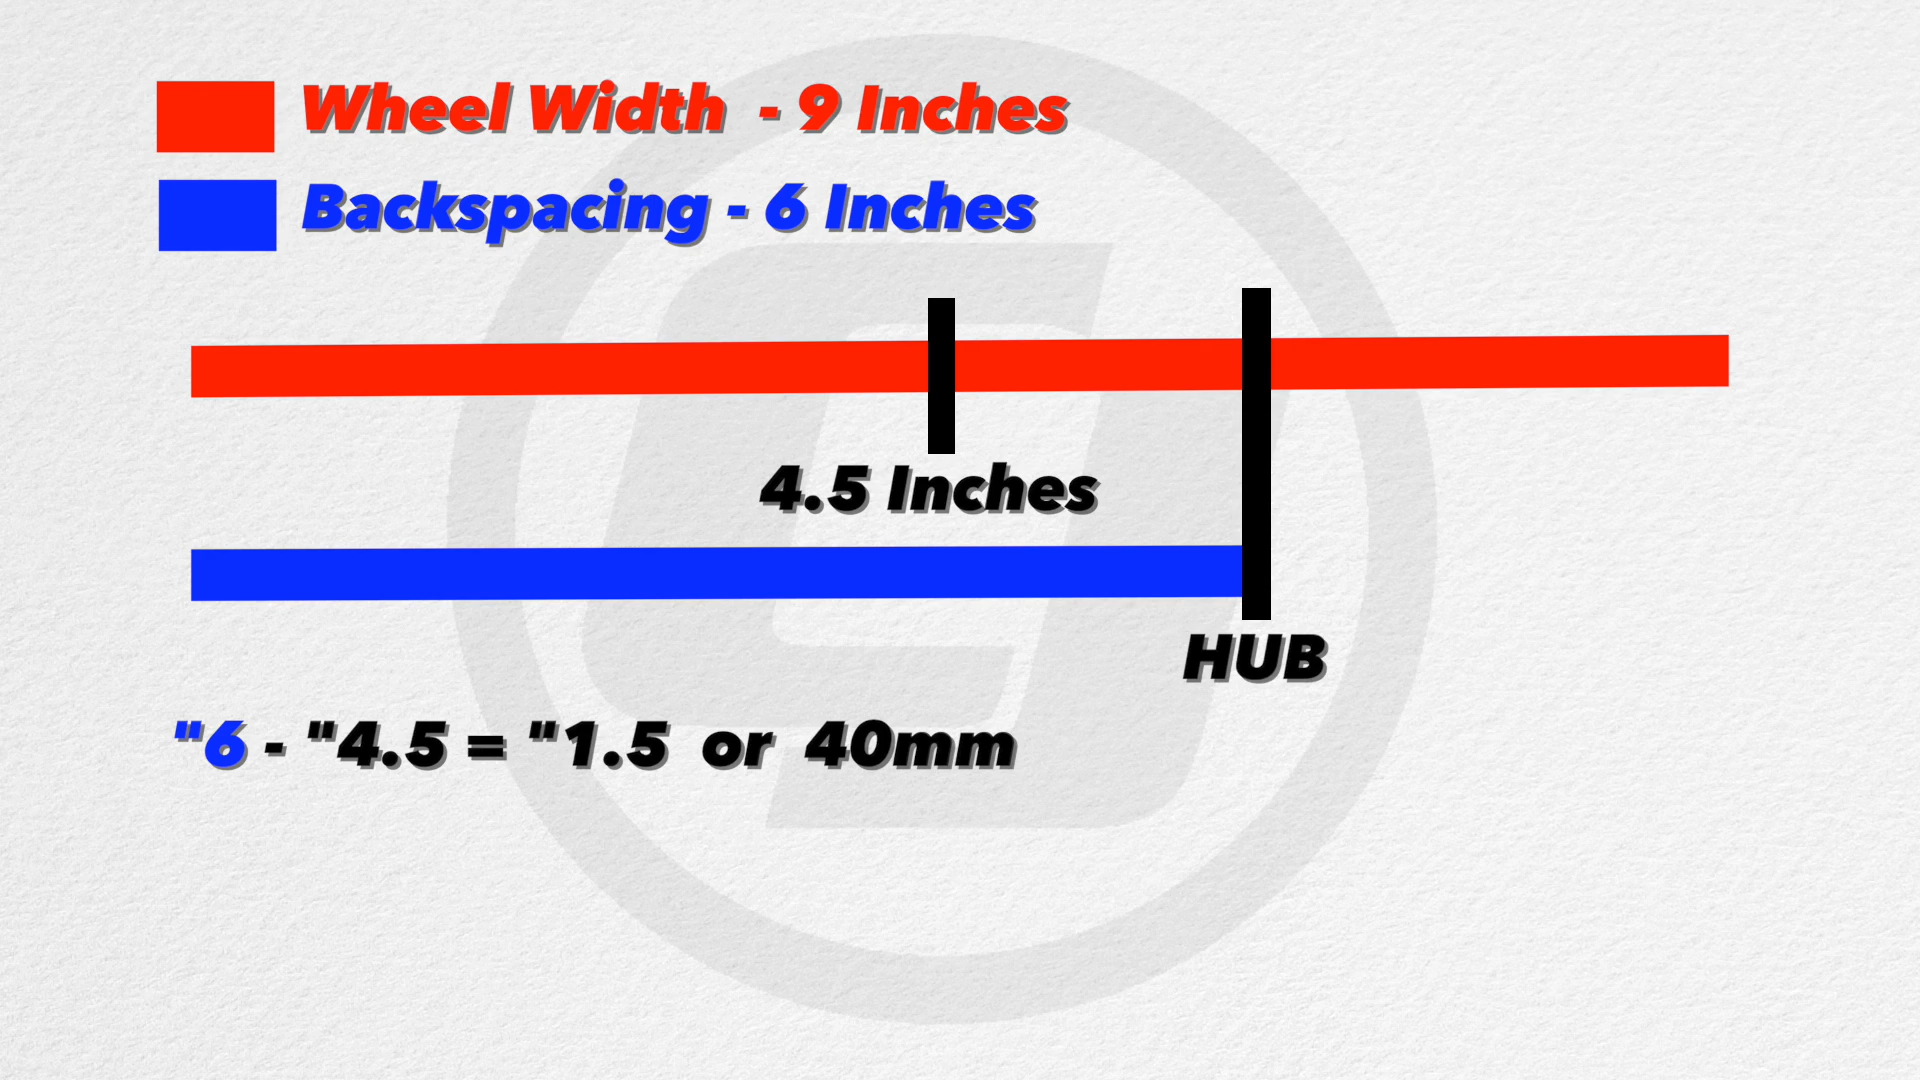 Wheel Width - 9 Inches
Backspacing - 6 Inches
4.5 Inches
HUB
"6 - "4.5 = "1.5 or 40mm